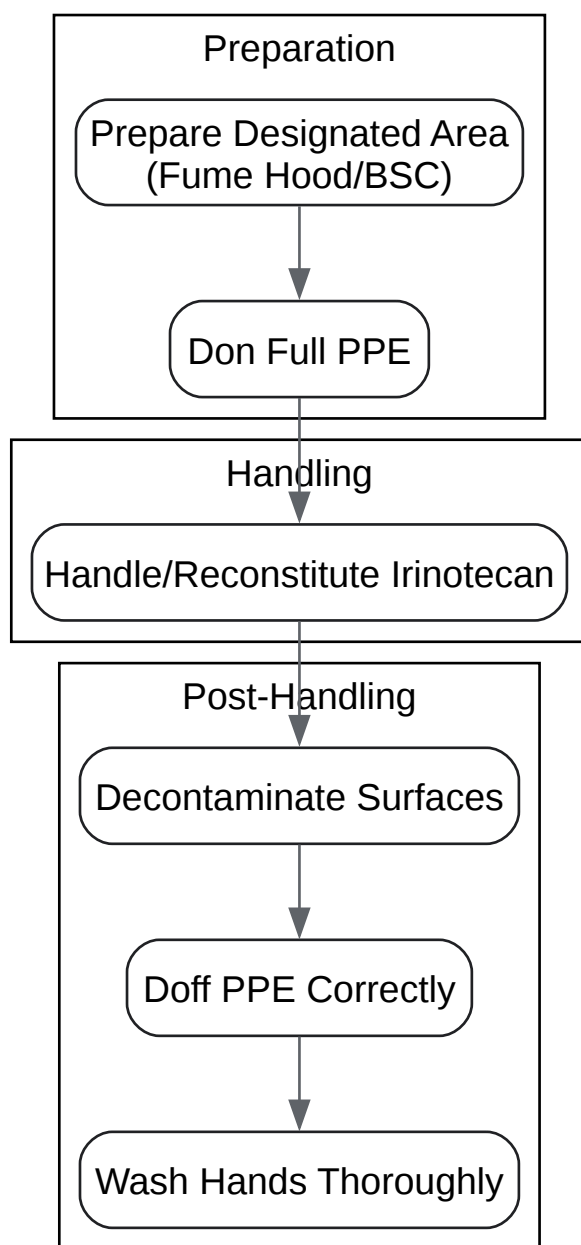 Preparation
Prepare Designated Area
(Fume Hood/BSC)
Don Full PPE
Handling
Handle/Reconstitute Irinotecan
Post-Handling
Decontaminate Surfaces
Doff PPE Correctly
Wash Hands Thoroughly